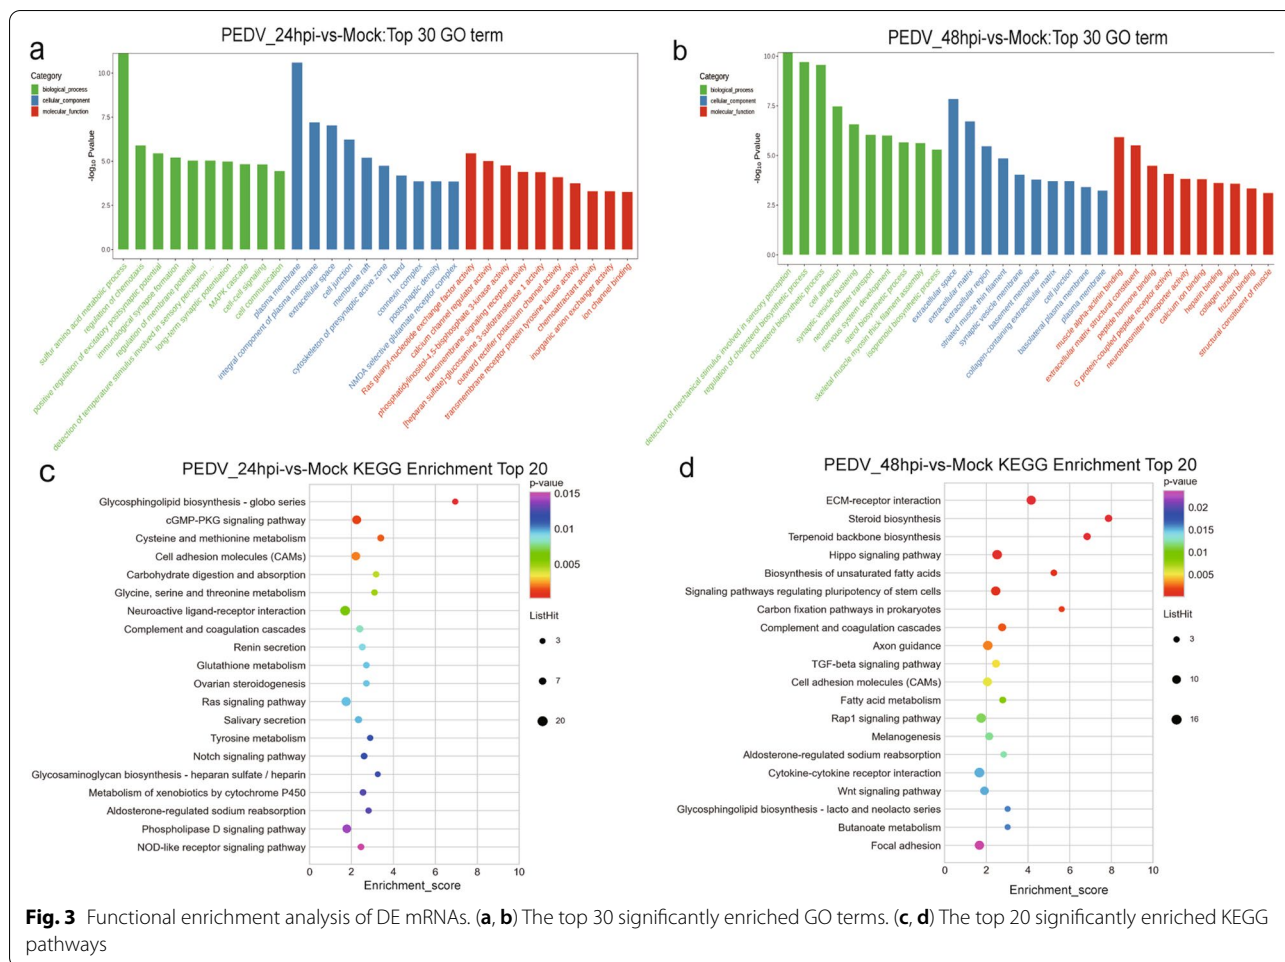 a
PEDV_24hpi-vs-Mock:Top 30 GO term
Category
biological_process
cellular_component
molecular_function
-log10 Pvalue
10.0
7.5
5.0
2.5
0.0
sulfur amino acid metabolic process
regulation of chemotaxis
positive regulation of excitatory postsynaptic potential
immunological synapse formation
regulation of membrane potential
detection of temperature stimulus involved in sensory perception ...
long-term synaptic potentiation
MAPK cascade
cell-cell signaling
cell communication
plasma membrane
integral component of plasma membrane
extracellular space
cell junction
membrane raft
cytoskeleton of presynaptic active zone
I band
connexin complex
postsynaptic density
NMDA selective glutamate receptor complex
Ras guanyl-nucleotide exchange factor activity
calcium channel regulator activity
phosphatidylinositol-4,5-bisphosphate 3-kinase activity
transmembrane signaling receptor activity
[heparan sulfate]-glucosamine 3-sulfotransferase 1 activity
outward rectifier potassium channel activity
transmembrane receptor protein tyrosine kinase activity
chemoattractant activity
inorganic anion exchanger activity
ion channel binding
b
PEDV_48hpi-vs-Mock:Top 30 GO term
Category
biological_process
cellular_component
molecular_function
-log10 Pvalue
10.0
7.5
5.0
2.5
0.0
detection of mechanical stimulus involved in sensory perception
regulation of cholesterol biosynthetic process
cholesterol biosynthetic process
cell adhesion
synaptic vesicle clustering
neurotransmitter transport
nervous system development
sterol biosynthetic process
skeletal muscle myosin thick filament assembly
isoprenoid biosynthetic process
extracellular space
extracellular matrix
extracellular region
striated muscle thin filament
synaptic vesicle membrane
basement membrane
collagen-containing extracellular matrix
cell junction
basolateral plasma membrane
plasma membrane
muscle alpha-actinin binding
extracellular matrix structural constituent
peptide hormone binding
G protein-coupled peptide receptor activity
neurotransmitter transporter activity
calcium ion binding
heparin binding
collagen binding
frizzled binding
structural constituent of muscle
c
PEDV_24hpi-vs-Mock KEGG Enrichment Top 20
Glycosphingolipid biosynthesis - globo series
cGMP-PKG signaling pathway
Cysteine and methionine metabolism
Cell adhesion molecules (CAMs)
Carbohydrate digestion and absorption
Glycine, serine and threonine metabolism
Neuroactive ligand-receptor interaction
Complement and coagulation cascades
Renin secretion
Glutathione metabolism
Ovarian steroidogenesis
Ras signaling pathway
Salivary secretion
Tyrosine metabolism
Notch signaling pathway
Glycosaminoglycan biosynthesis - heparan sulfate / heparin
Metabolism of xenobiotics by cytochrome P450
Aldosterone-regulated sodium reabsorption
Phospholipase D signaling pathway
NOD-like receptor signaling pathway
0 2 4 6 8 10
Enrichment_score
p-value
0.015
0.010
0.005
ListHit
3
7
20
d
PEDV_48hpi-vs-Mock KEGG Enrichment Top 20
ECM-receptor interaction
Steroid biosynthesis
Terpenoid backbone biosynthesis
Hippo signaling pathway
Biosynthesis of unsaturated fatty acids
Signaling pathways regulating pluripotency of stem cells
Carbon fixation pathways in prokaryotes
Complement and coagulation cascades
Axon guidance
TGF-beta signaling pathway
Cell adhesion molecules (CAMs)
Fatty acid metabolism
Rap1 signaling pathway
Melanogenesis
Aldosterone-regulated sodium reabsorption
Cytokine-cytokine receptor interaction
Wnt signaling pathway
Glycosphingolipid biosynthesis - lacto and neolacto series
Butanoate metabolism
Focal adhesion
0 2 4 6 8 10
Enrichment_score
p-value
0.02
0.015
0.01
0.005
ListHit
3
10
16
Fig. 3 Functional enrichment analysis of DE mRNAs. (a, b) The top 30 significantly enriched GO terms. (c, d) The top 20 significantly enriched KEGG
pathways